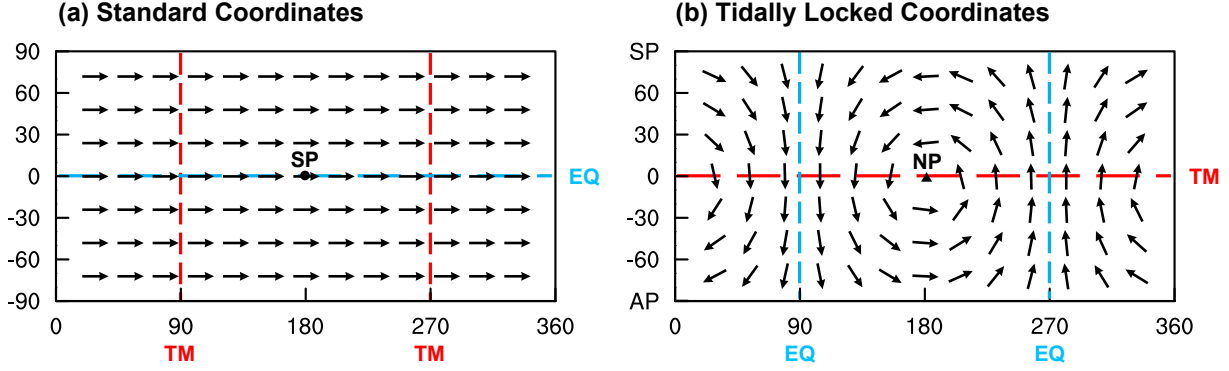 (a) Standard Coordinates
90
60
30
0
-30
-60
-90
SP
EQ
0
90
180
270
360
TM
TM
(b) Tidally Locked Coordinates
SP
60
30
0
-30
-60
AP
NP
TM
0
90
180
270
360
EQ
EQ